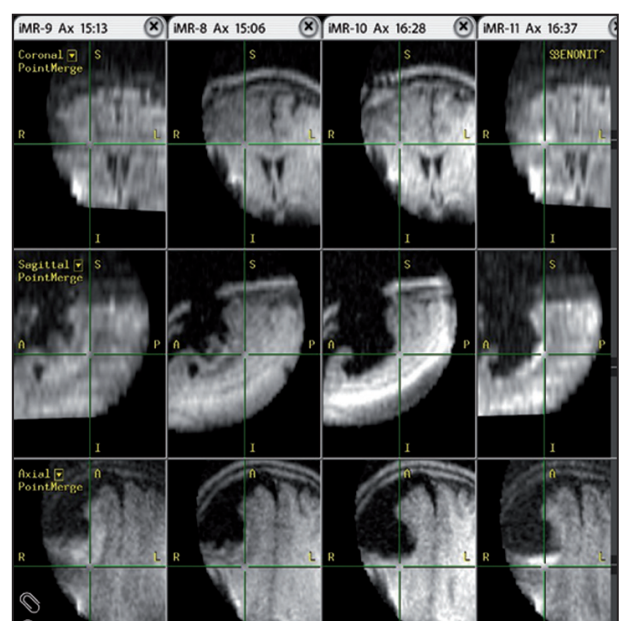 iMR-9 Ax 15:13
iMR-8 Ax 15:06
iMR-10 Ax 16:28
iMR-11 Ax 16:37
Coronal
PointMerge
S
S
S
R
L
R
L
R
L
R
L
I
I
I
I
Sagittal
PointMerge
S
S
S
S
A
P
A
P
A
P
A
P
I
I
I
I
Axial
PointMerge
A
A
A
A
R
L
R
L
R
L
R
L